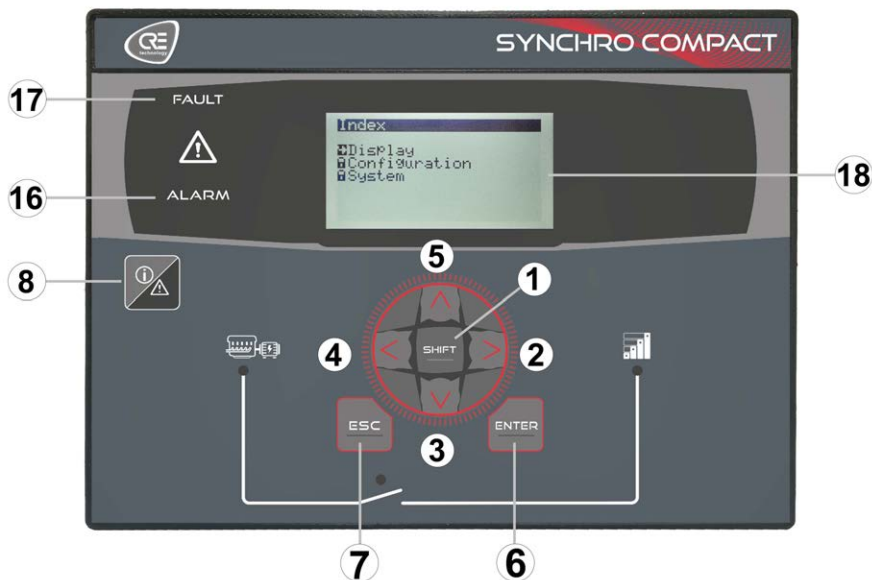 CRE
technology
SYNCHRO COMPACT
17
FAULT
Index
Display
Configuration
System
18
16
ALARM
8
5
1
4
SHIFT
2
ESC
ENTER
3
7
6